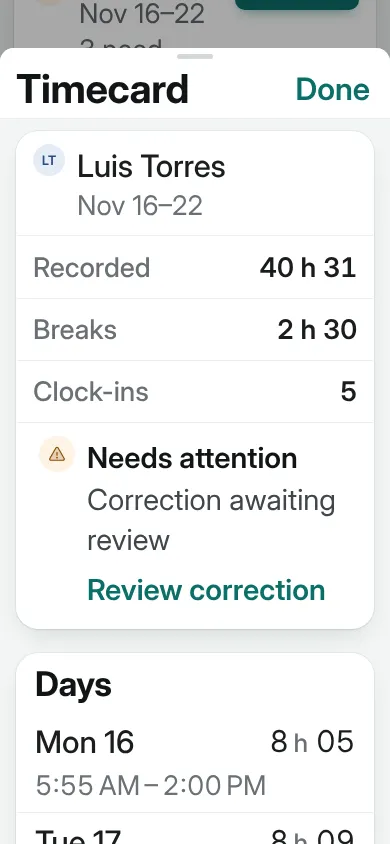 Nov 16–22
3 need
Timecard
Done
LT
Luis Torres
Nov 16–22
Recorded
40 h 31
Breaks
2 h 30
Clock-ins
5
Needs attention
Correction awaiting
review
Review correction
Days
Mon 16
8 h 05
5:55 AM – 2:00 PM
Tue 17
8 h 09